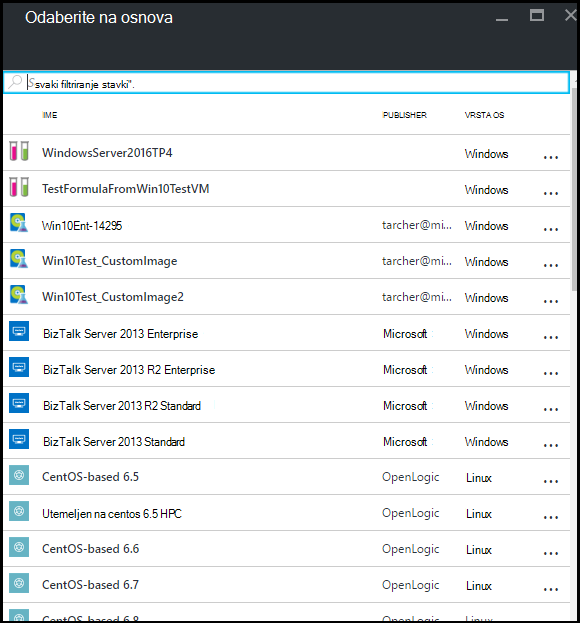 Odaberite na osnova
svaki filtriranje stavki".
IME PUBLISHER VRSTA OS
WindowsServer2016TP4 Windows ...
TestFormulaFromWin10TestVM Windows ...
Win10Ent-14295 tarcher@mi... Windows ...
Win10Test_CustomImage tarcher@mi... Windows ...
Win10Test_CustomImage2 tarcher@mi... Windows ...
BizTalk Server 2013 Enterprise Microsoft Windows ...
BizTalk Server 2013 R2 Enterprise Microsoft Windows ...
BizTalk Server 2013 R2 Standard Microsoft Windows ...
BizTalk Server 2013 Standard Microsoft Windows ...
CentOS-based 6.5 OpenLogic Linux ...
Utemeljen na centos 6.5 HPC OpenLogic Linux ...
CentOS-based 6.6 OpenLogic Linux ...
CentOS-based 6.7 OpenLogic Linux ...
CentOS-based 6.8 OpenLogic Linux